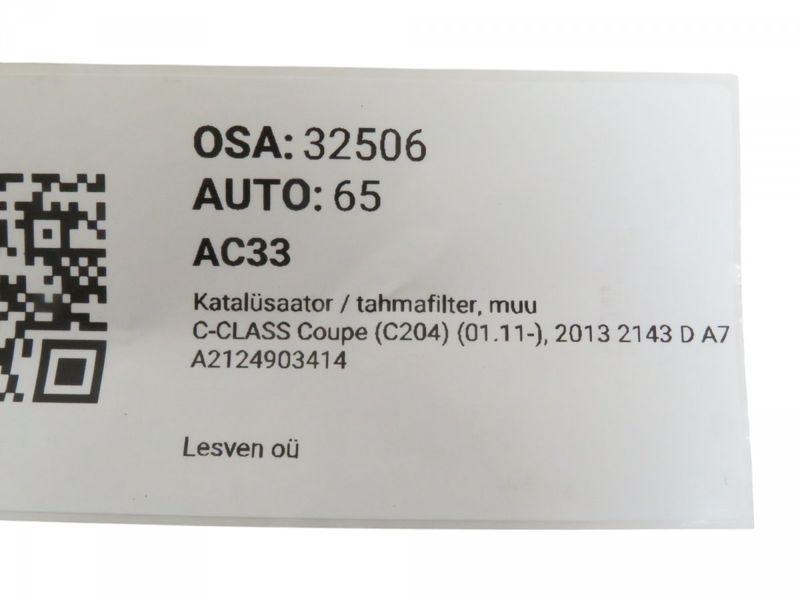 OSA: 32506
AUTO: 65
AC33
Katalüsaator / tahmafilter, muu
C-CLASS Coupe (C204) (01.11-), 2013 2143 D A7
A2124903414
Lesven oü